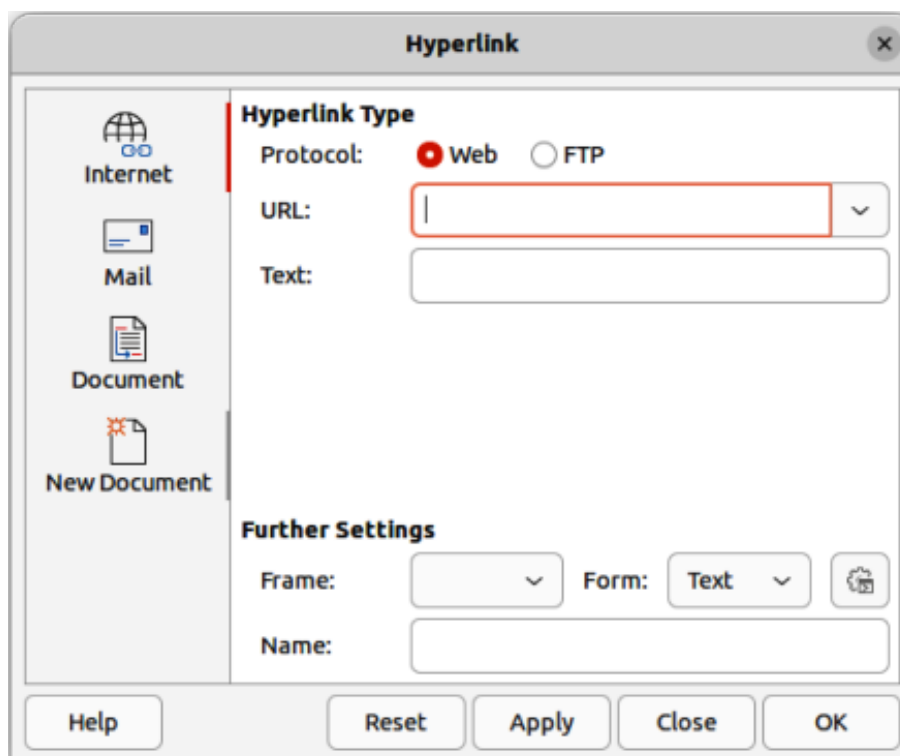 Hyperlink
Internet
Mail
Document
New Document
Hyperlink Type
Protocol: Web FTP
URL:
Text:
Further Settings
Frame: Form: Text
Name:
Help Reset Apply Close OK